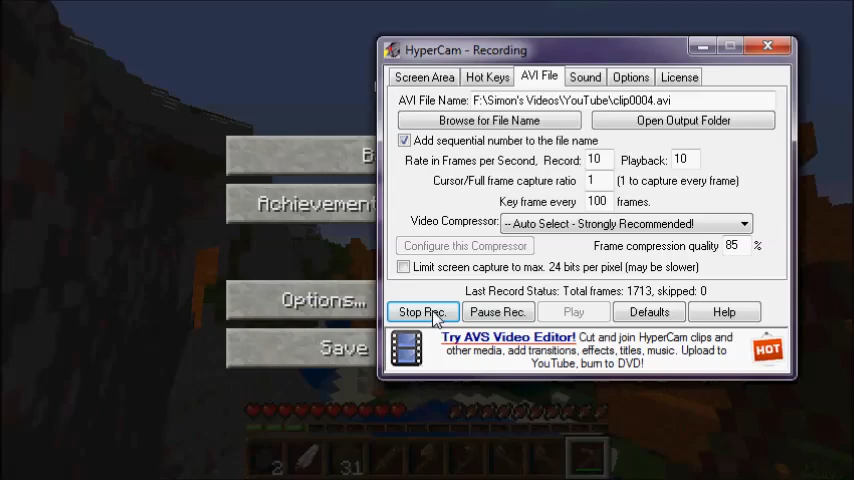 HyperCam - Recording
Screen Area Hot Keys AVI File Sound Options License
AVI File Name: F:\Simon's Videos\YouTube\clip0004.avi
Browse for File Name Open Output Folder
Add sequential number to the file name
Rate in Frames per Second, Record: 10 Playback: 10
Cursor/Full frame capture ratio 1 (1 to capture every frame)
Key frame every 100 frames.
Video Compressor: -- Auto Select - Strongly Recommended!
Configure this Compressor Frame compression quality 85 %
Limit screen capture to max. 24 bits per pixel (may be slower)
Last Record Status: Total frames: 1713, skipped: 0
Stop Rec. Pause Rec. Play Defaults Help
Try AVS Video Editor! Cut and join HyperCam clips and
other media, add transitions, effects, titles, music. Upload to
YouTube, burn to DVD!
HOT
B
Achievement
Options...
Save
2 31